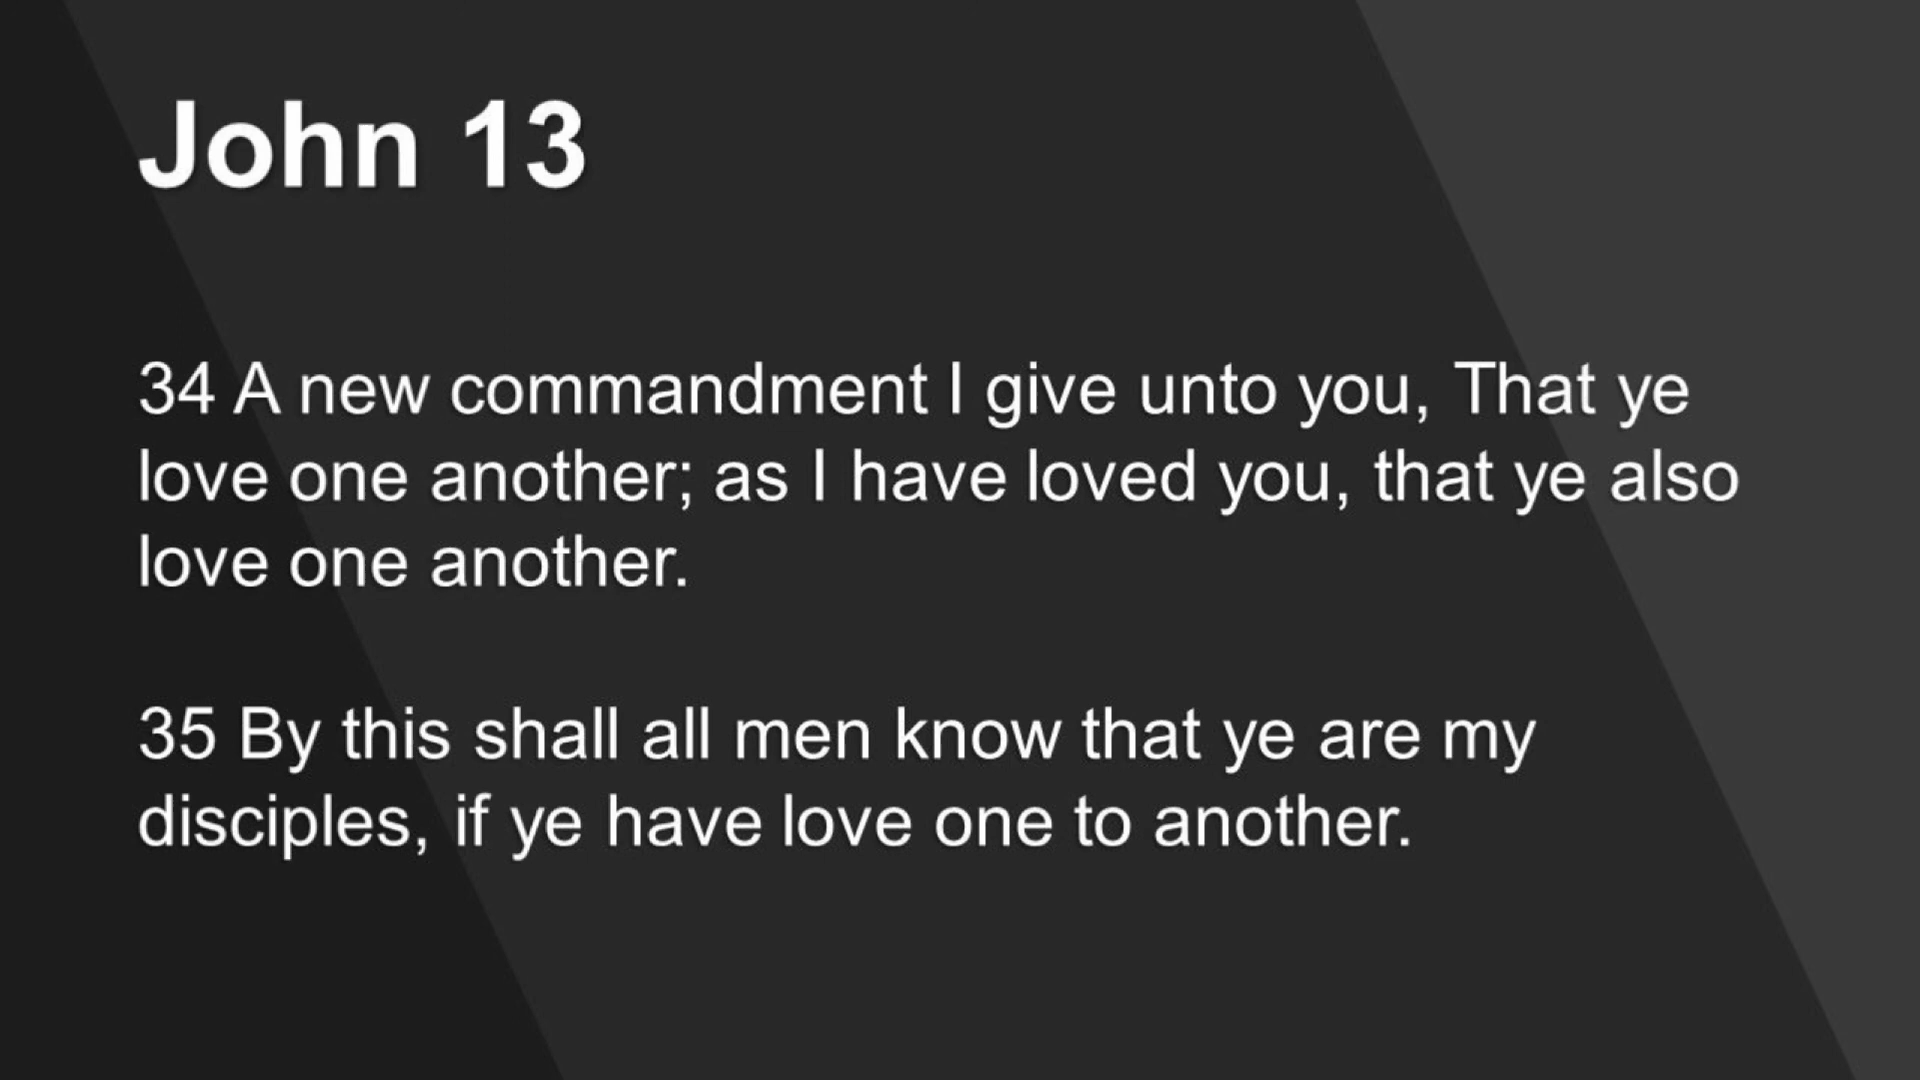 John 13
34 A new commandment I give unto you, That ye
love one another; as I have loved you, that ye also
love one another.
35 By this shall all men know that ye are my
disciples, if ye have love one to another.